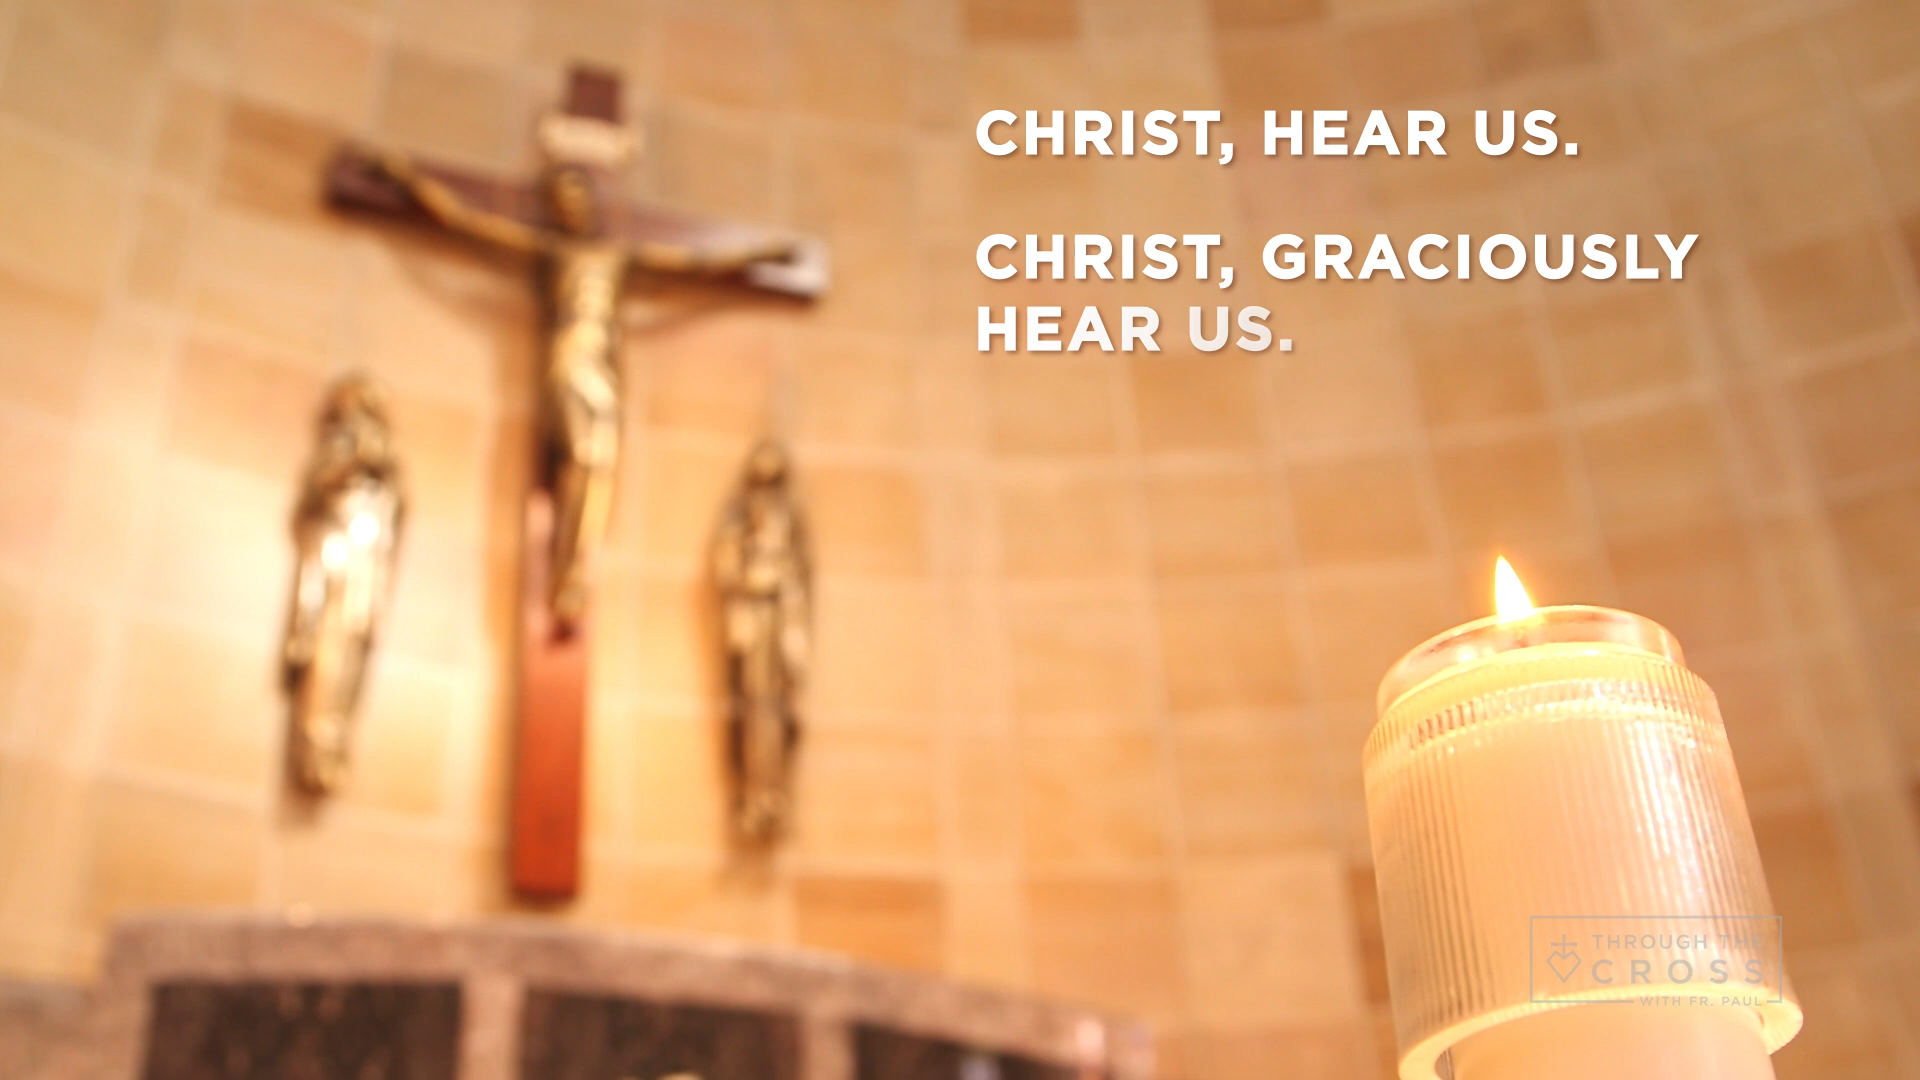 CHRIST, HEAR US.
CHRIST, GRACIOUSLY
HEAR US.
THROUGH THE
CROSS
WITH FR. PAUL